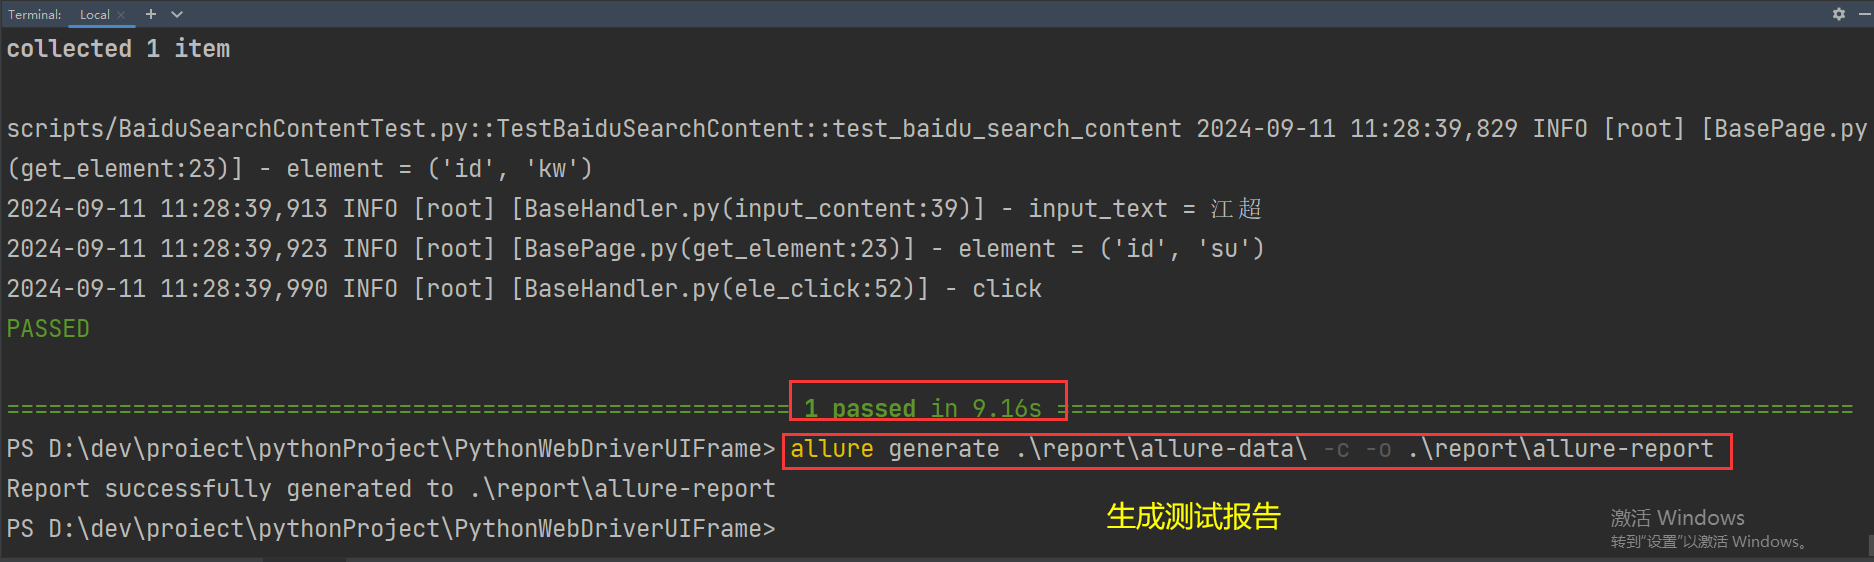 Terminal: Local × +
collected 1 item
scripts/BaiduSearchContentTest.py::TestBaiduSearchContent::test_baidu_search_content 2024-09-11 11:28:39,829 INFO [root] [BasePage.py
(get_element:23)] - element = ('id', 'kw')
2024-09-11 11:28:39,913 INFO [root] [BaseHandler.py(input_content:39)] - input_text = 江超
2024-09-11 11:28:39,923 INFO [root] [BasePage.py(get_element:23)] - element = ('id', 'su')
2024-09-11 11:28:39,990 INFO [root] [BaseHandler.py(ele_click:52)] - click
PASSED
======================================================== 1 passed in 9.16s =========================================================
PS D:\dev\proiect\pythonProject\PythonWebDriverUIFrame> allure generate .\report\allure-data\ -c -o .\report\allure-report
Report successfully generated to .\report\allure-report
PS D:\dev\proiect\pythonProject\PythonWebDriverUIFrame>
生成测试报告
激活 Windows
转到“设置”以激活 Windows。